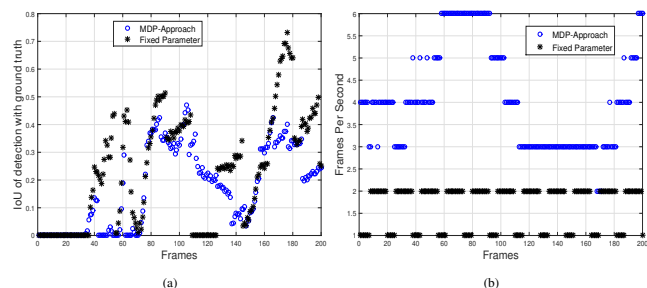 0.8
0.7
0.6
0.5
0.4
0.3
0.2
0.1
0
IoU of detection with ground truth
MDP-Approach
Fixed Parameter
0 20 40 60 80 100 120 140 160 180 200
Frames
(a)
6
5.5
5
4.5
4
3.5
3
2.5
2
1.5
1
Frames Per Second
MDP-Approach
Fixed Parameter
0 20 40 60 80 100 120 140 160 180 200
Frames
(b)